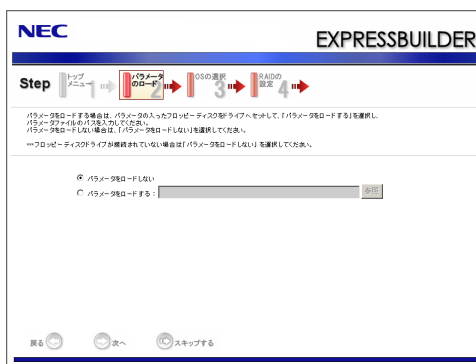 NEC
EXPRESSBUILDER
Step
トップメニュー 1
パラメータのロード 2
OSの選択 3
RAIDの設定 4
パラメータをロードする場合は、パラメータの入ったフロッピーディスクをドライブへセットして、「パラメータをロードする」を選択し、
パラメータファイルのパスを入力してください。
パラメータをロードしない場合は、「パラメータをロードしない」を選択してください。
***フロッピーディスクドライブが接続されていない場合は「パラメータをロードしない」を選択してください。
パラメータをロードしない
パラメータをロードする：
参照
戻る
次へ
スキップする